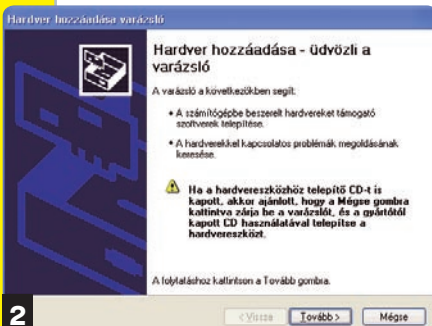 Hardver hozzáadása varázsló
Hardver hozzáadása - üdvözli a
varázsló
A varázsló a következőkben segít:
• A számítógépbe beszerelt hardvereket támogató
szoftverek telepítése.
• A hardverekkel kapcsolatos problémák megoldásának
keresése.
Ha a hardvereszközhöz telepítő CD-t is
kapott, akkor ajánlott, hogy a Mégse gombra
kattintva zárja be a varázslót, és a gyártótól
kapott CD használatával telepítse a
hardvereszközt.
A folytatáshoz kattintson a Tovább gombra.
< Vissza Tovább > Mégse
2